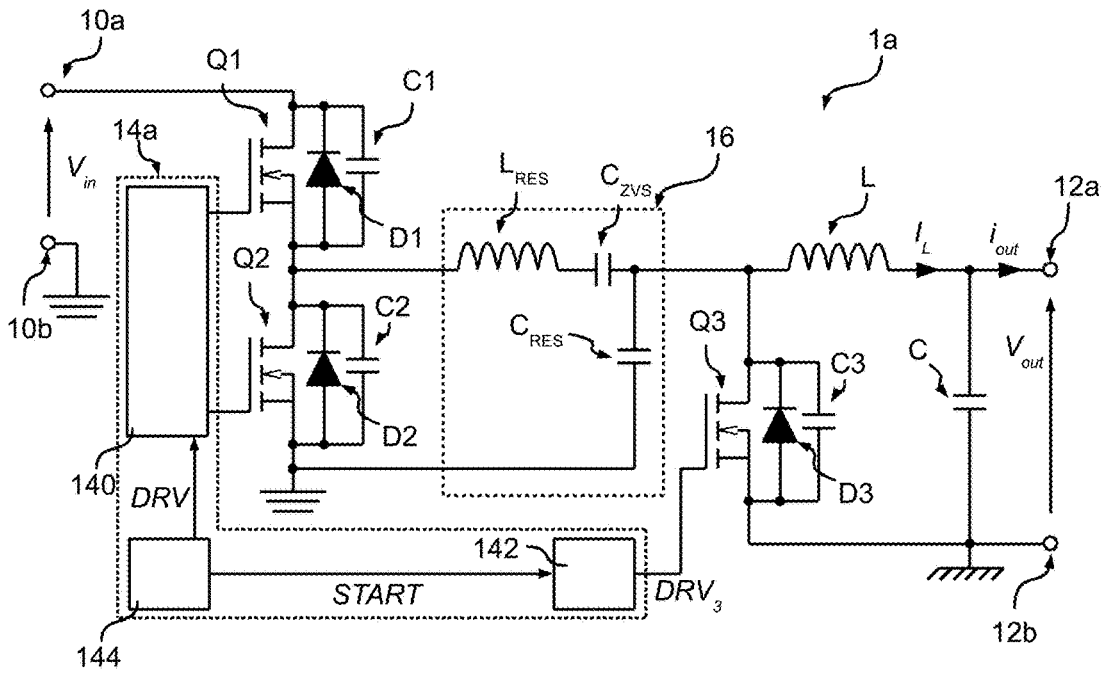 10a
Q1
C1
1a
14a
16
V_in
L_RES
C_ZVS
L
12a
D1
I_L
i_out
Q2
10b
C2
C_RES
Q3
C3
C
V_out
D2
140
DRV
D3
142
START
DRV_3
144
12b